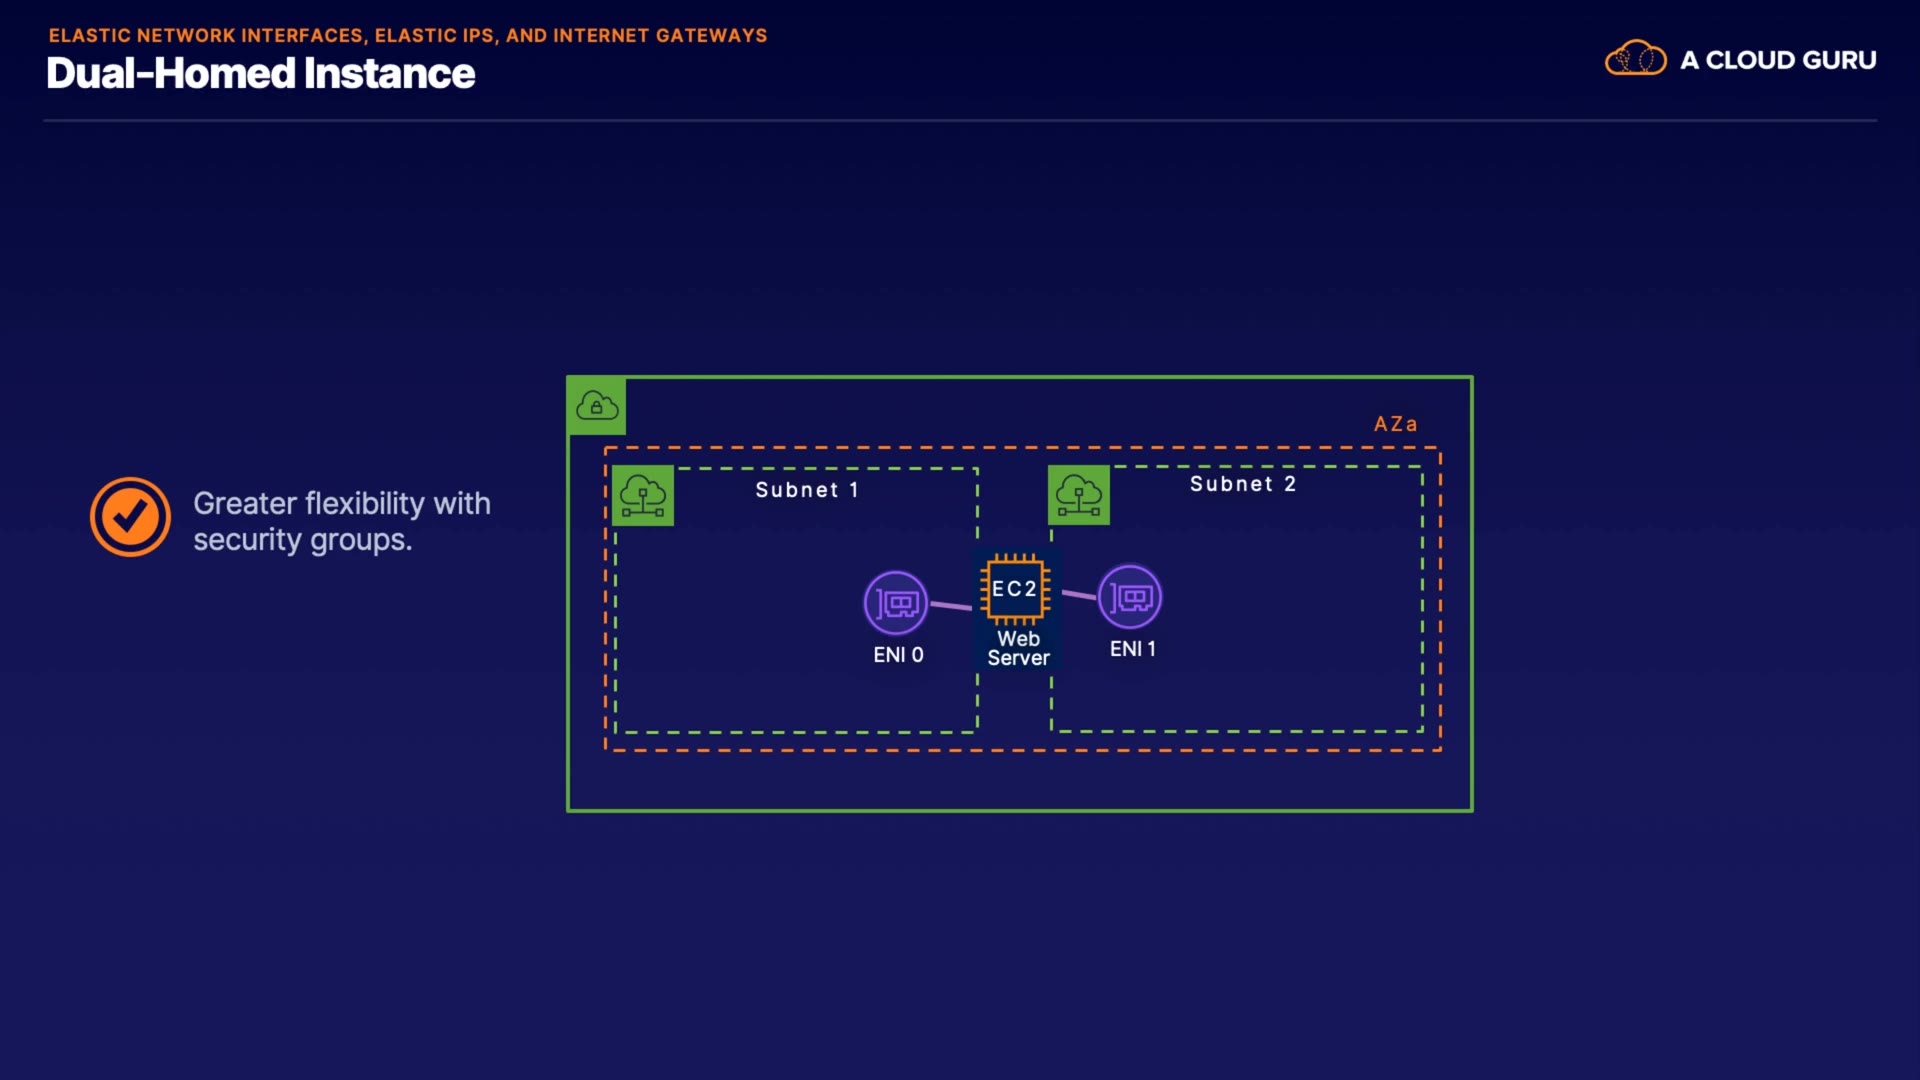 ELASTIC NETWORK INTERFACES, ELASTIC IPS, AND INTERNET GATEWAYS
Dual-Homed Instance
A CLOUD GURU
Greater flexibility with
security groups.
AZa
Subnet 1
Subnet 2
EC2
Web
Server
ENI 0
ENI 1